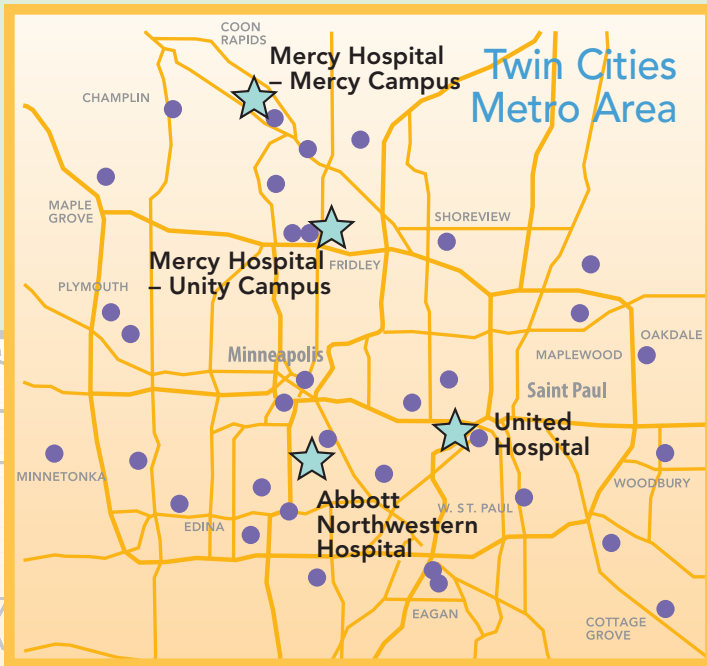 COON
RAPIDS
Mercy Hospital
– Mercy Campus
Twin Cities
Metro Area
CHAMPLIN
MAPLE
GROVE
SHOREVIEW
Mercy Hospital
– Unity Campus
FRIDLEY
PLYMOUTH
Minneapolis
OAKDALE
MAPLEWOOD
Saint Paul
United
Hospital
MINNETONKA
WOODBURY
Abbott
Northwestern
Hospital
W. ST. PAUL
EDINA
EAGAN
COTTAGE
GROVE